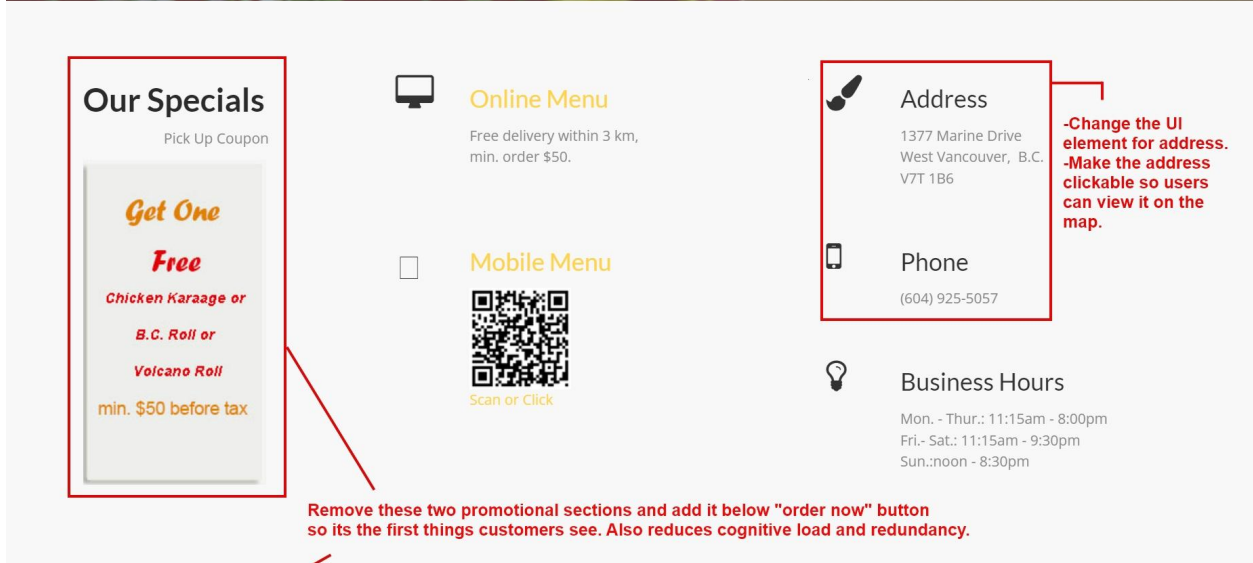 Our Specials
Pick Up Coupon
Get One
Free
Chicken Karaage or
B.C. Roll or
Volcano Roll
min. $50 before tax
Online Menu
Free delivery within 3 km,
min. order $50.
Mobile Menu
Scan or Click
Address
1377 Marine Drive
West Vancouver,  B.C.
V7T 1B6
Phone
(604) 925-5057
Business Hours
Mon. - Thur.: 11:15am - 8:00pm
Fri.- Sat.: 11:15am - 9:30pm
Sun.:noon - 8:30pm
-Change the UI
element for address.
-Make the address
clickable so users
can view it on the
map.
Remove these two promotional sections and add it below "order now" button
so its the first things customers see. Also reduces cognitive load and redundancy.